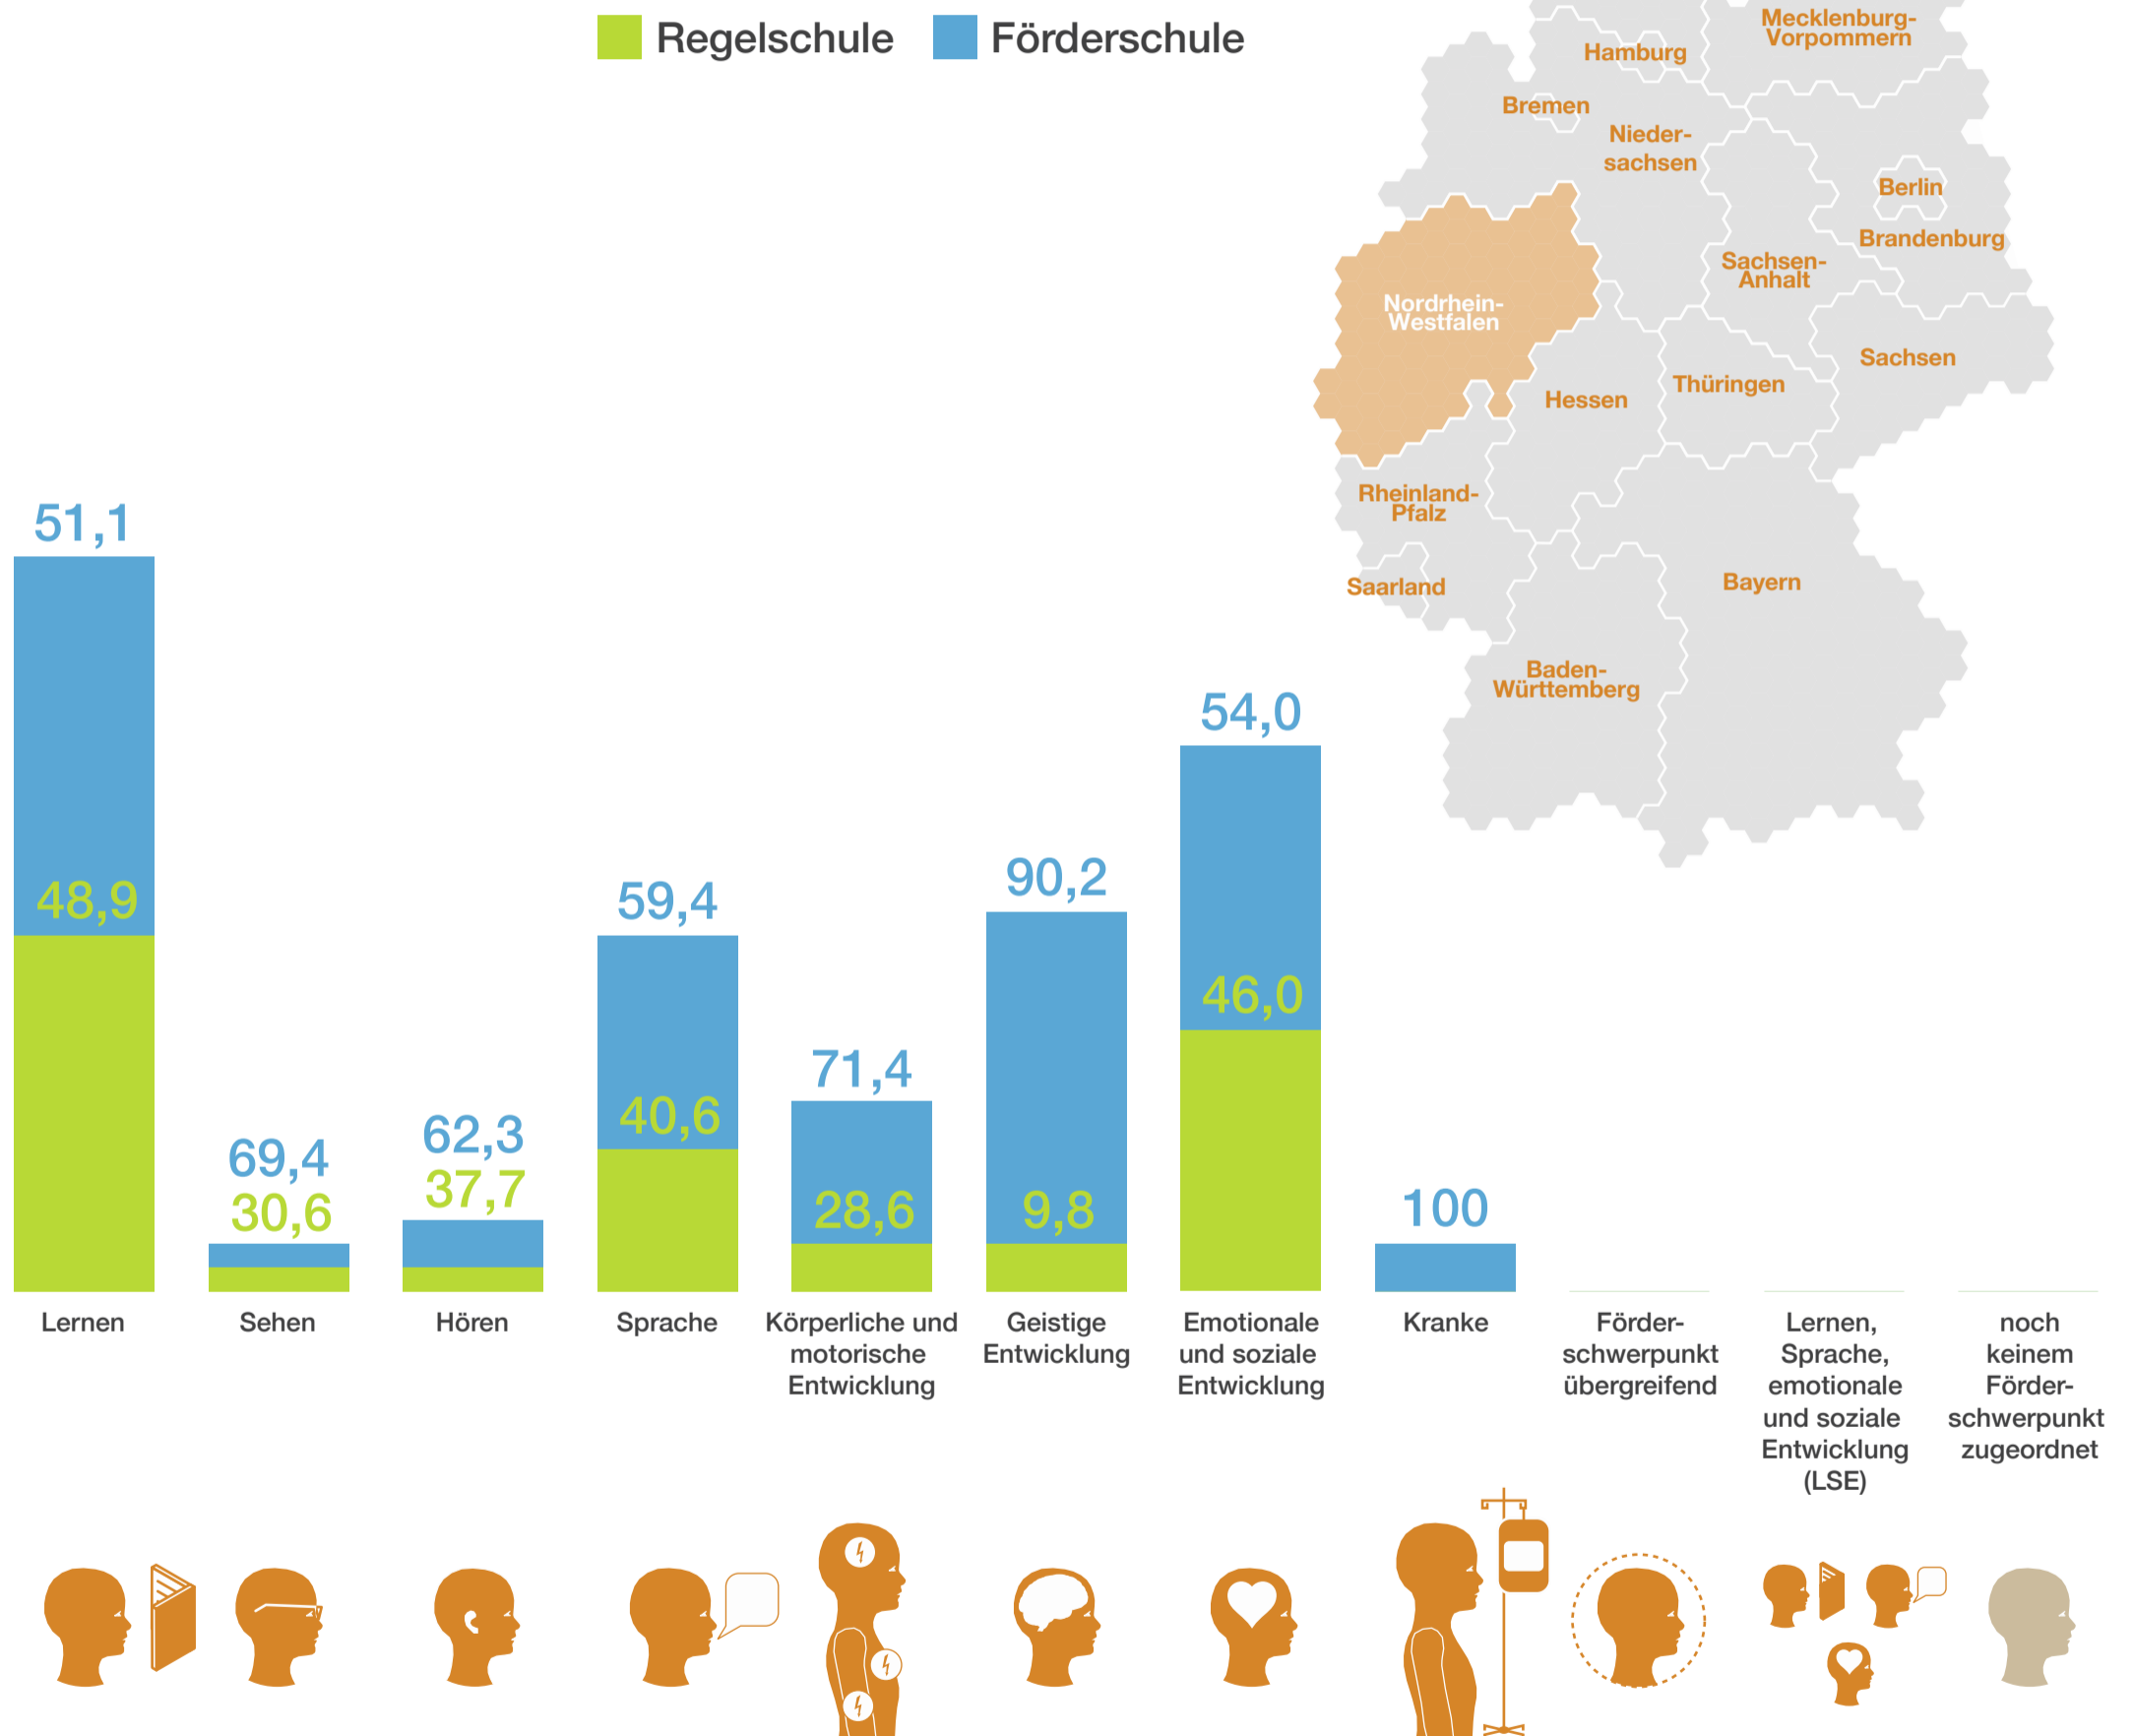 Regelschule
Förderschule
Mecklenburg-
Vorpommern
Hamburg
Bremen
Nieder-
sachsen
Berlin
Brandenburg
Sachsen-
Anhalt
Nordrhein-
Westfalen
Sachsen
Thüringen
Hessen
Rheinland-
Pfalz
Saarland
Bayern
Baden-
Württemberg
51,1
48,9
69,4
30,6
62,3
37,7
59,4
40,6
71,4
28,6
90,2
9,8
54,0
46,0
100
Lernen
Sehen
Hören
Sprache
Körperliche und
motorische
Entwicklung
Geistige
Entwicklung
Emotionale
und soziale
Entwicklung
Kranke
Förder-
schwerpunkt
übergreifend
Lernen,
Sprache,
emotionale
und soziale
Entwicklung
(LSE)
noch
keinem
Förder-
schwerpunkt
zugeordnet